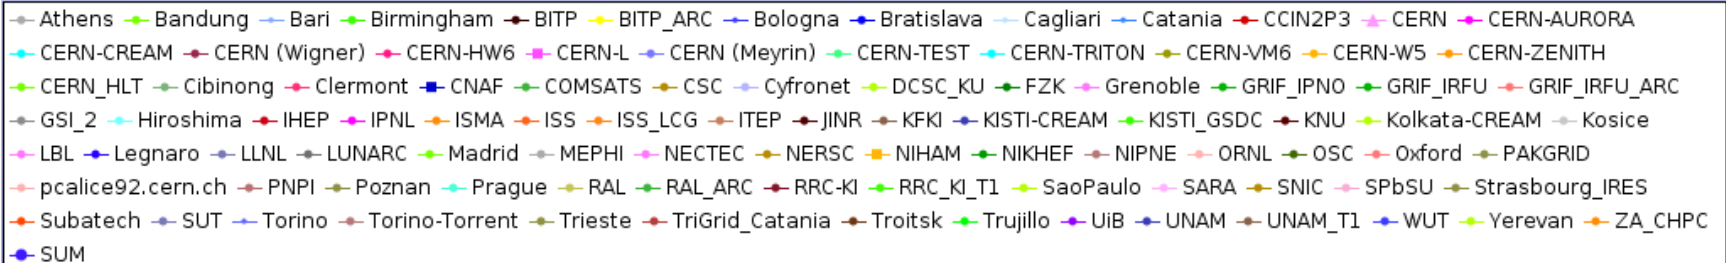 Athens Bandung Bari Birmingham BITP BITP_ARC Bologna Bratislava Cagliari Catania CCIN2P3 CERN CERN-AURORA
CERN-CREAM CERN (Wigner) CERN-HW6 CERN-L CERN (Meyrin) CERN-TEST CERN-TRITON CERN-VM6 CERN-W5 CERN-ZENITH
CERN_HLT Cibinong Clermont CNAF COMSATS CSC Cyfronet DCSC_KU FZK Grenoble GRIF_IPNO GRIF_IRFU GRIF_IRFU_ARC
GSI_2 Hiroshima IHEP IPNL ISMA ISS ISS_LCG ITEP JINR KFKI KISTI-CREAM KISTI_GSDC KNU Kolkata-CREAM Kosice
LBL Legnaro LLNL LUNARC Madrid MEPHI NECTEC NERSC NIHAM NIKHEF NIPNE ORNL OSC Oxford PAKGRID
pcalice92.cern.ch PNPI Poznan Prague RAL RAL_ARC RRC-KI RRC_KI_T1 SaoPaulo SARA SNIC SPbSU Strasbourg_IRES
Subatech SUT Torino Torino-Torrent Trieste TriGrid_Catania Troitsk Trujillo UiB UNAM UNAM_T1 WUT Yerevan ZA_CHPC
SUM